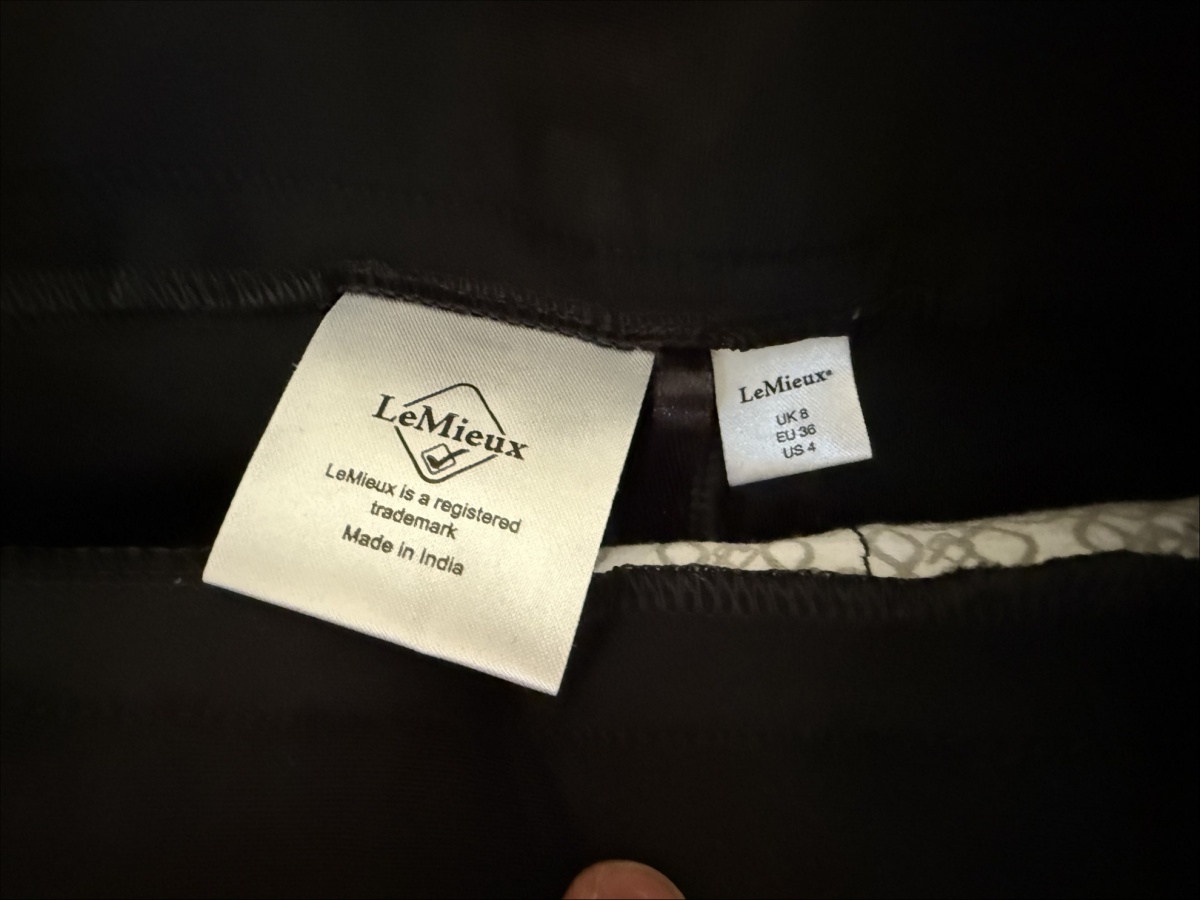 LeMieux
LeMieux is a registered
trademark
Made in India
LeMieux®
UK 8
EU 36
US 4